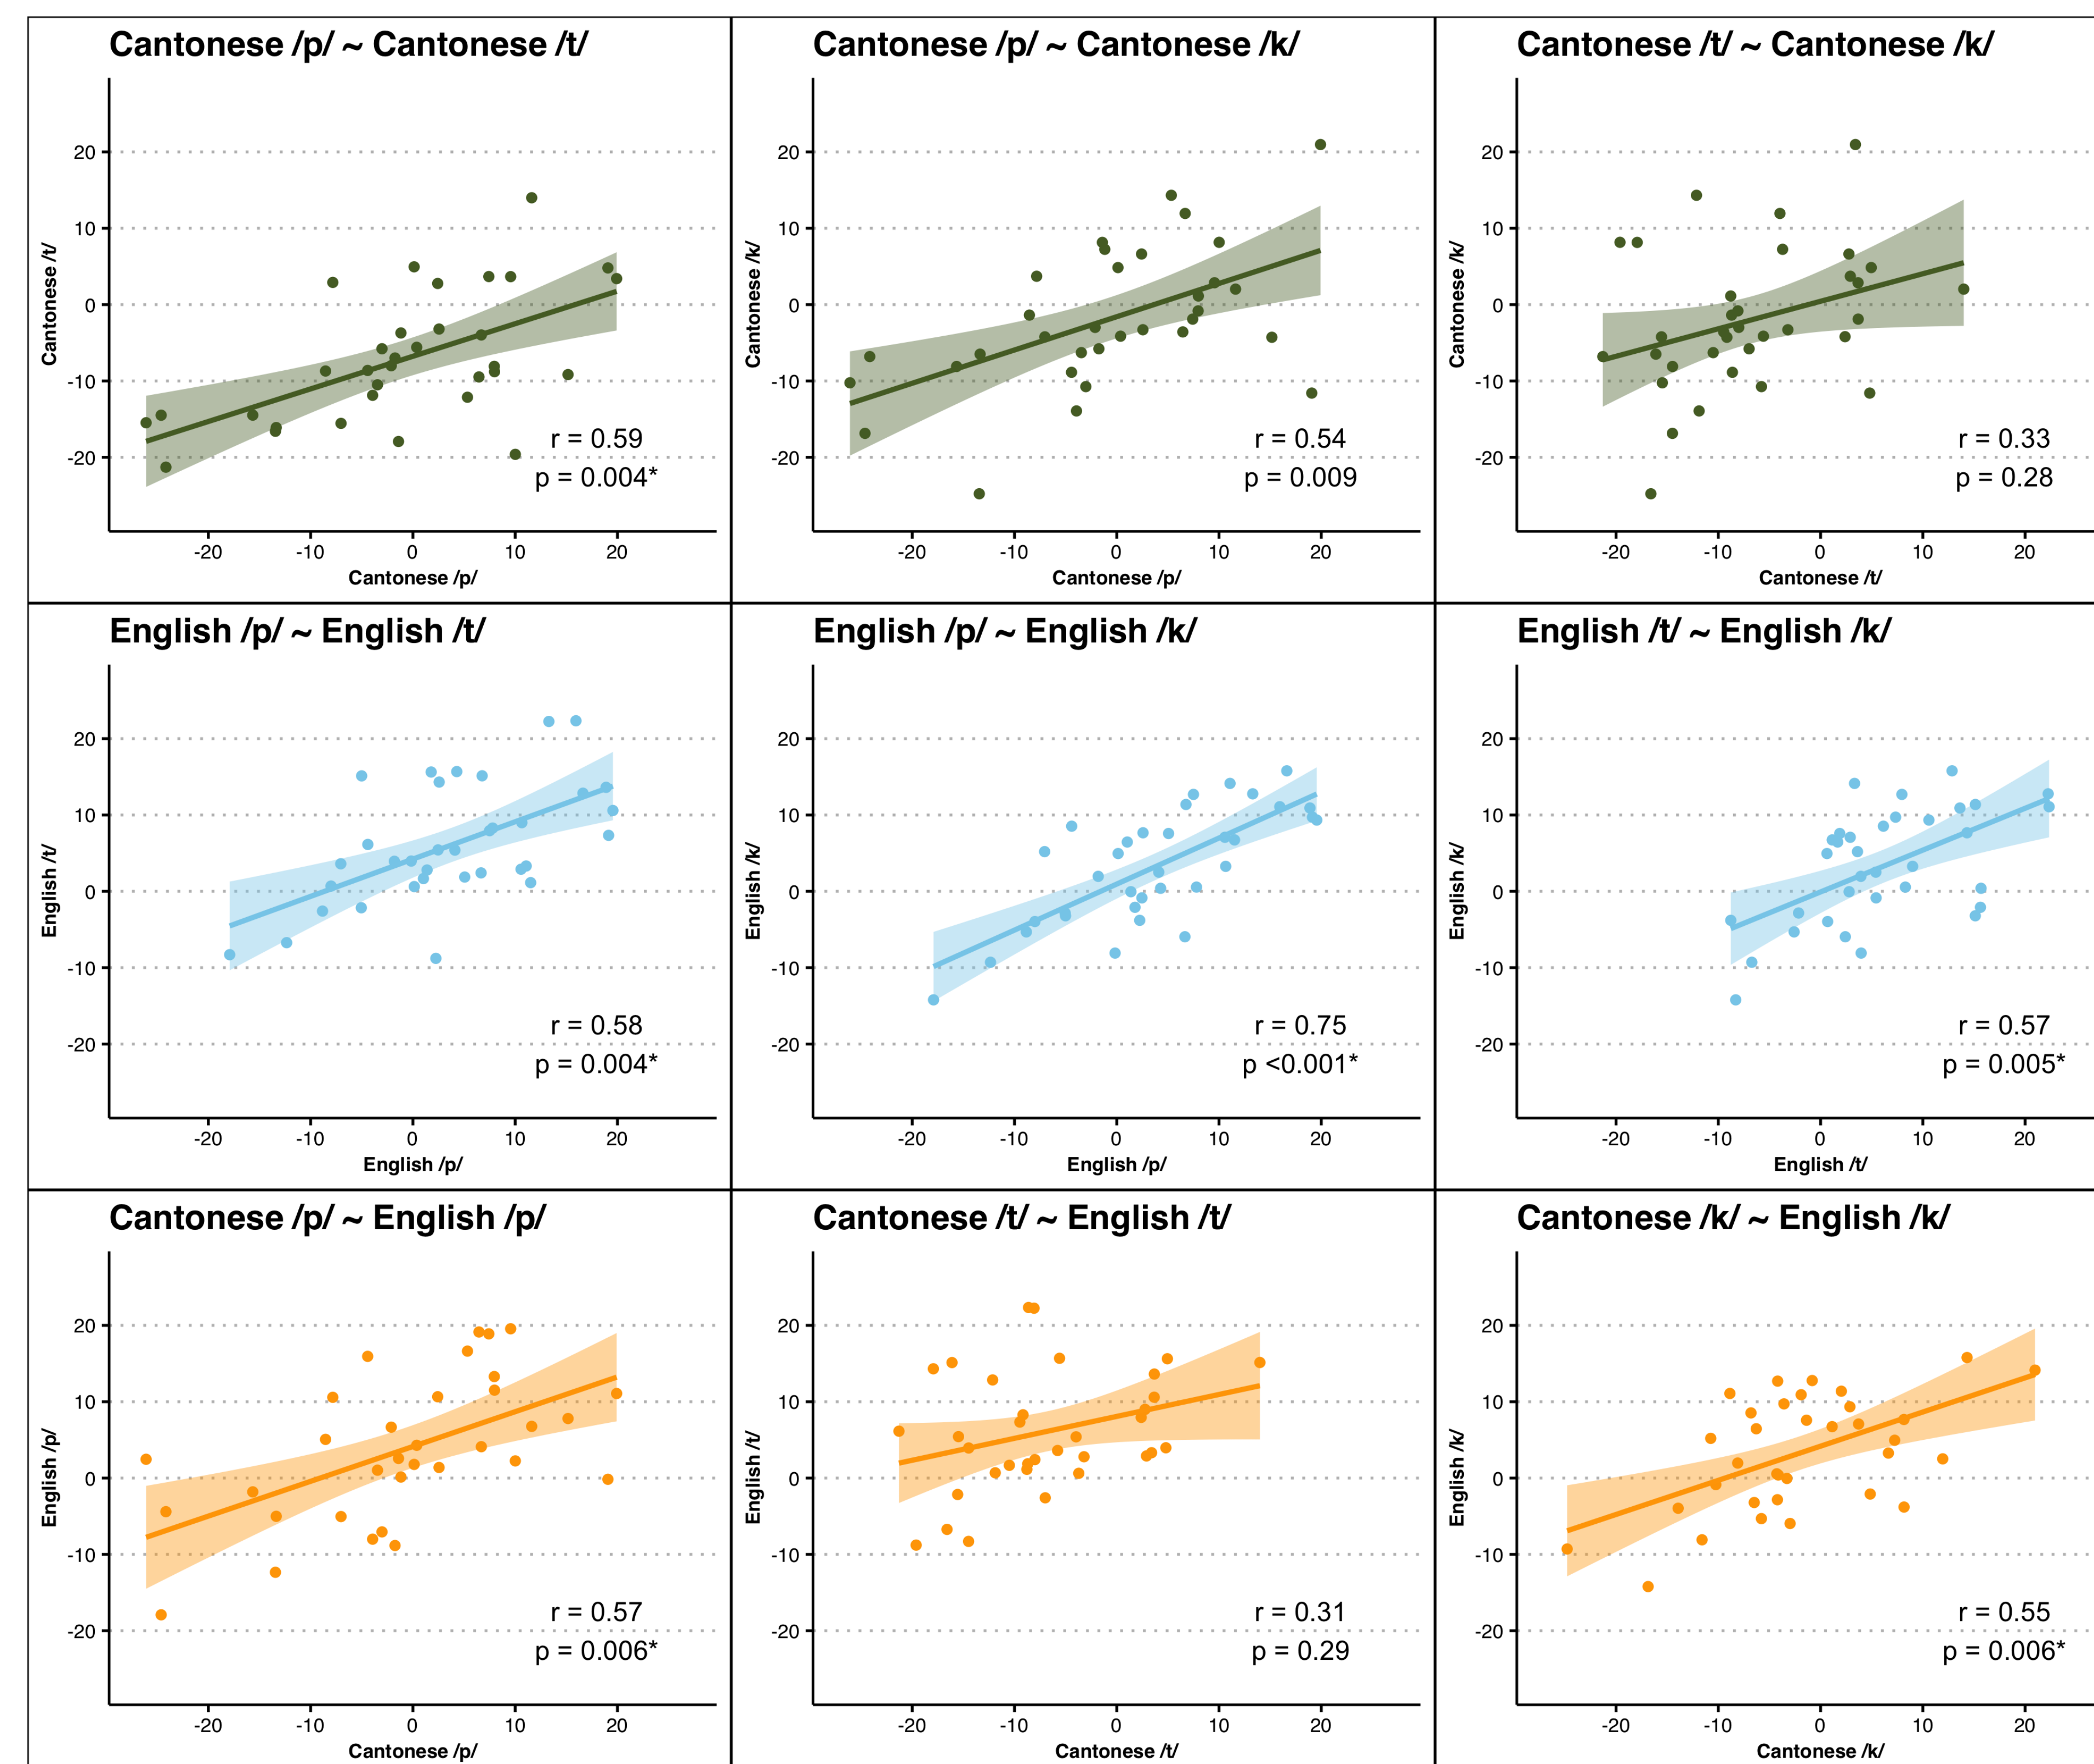 Cantonese /p/ ~ Cantonese /t/
20
10
0
-10
-20
Cantonese /t/
r = 0.59
p = 0.004*
-20 -10 0 10 20
Cantonese /p/
Cantonese /p/ ~ Cantonese /k/
20
10
0
-10
-20
Cantonese /k/
r = 0.54
p = 0.009
-20 -10 0 10 20
Cantonese /p/
Cantonese /t/ ~ Cantonese /k/
20
10
0
-10
-20
Cantonese /k/
r = 0.33
p = 0.28
-20 -10 0 10 20
Cantonese /t/
English /p/ ~ English /t/
20
10
0
-10
-20
English /t/
r = 0.58
p = 0.004*
-20 -10 0 10 20
English /p/
English /p/ ~ English /k/
20
10
0
-10
-20
English /k/
r = 0.75
p <0.001*
-20 -10 0 10 20
English /p/
English /t/ ~ English /k/
20
10
0
-10
-20
English /k/
r = 0.57
p = 0.005*
-20 -10 0 10 20
English /t/
Cantonese /p/ ~ English /p/
20
10
0
-10
-20
English /p/
r = 0.57
p = 0.006*
-20 -10 0 10 20
Cantonese /p/
Cantonese /t/ ~ English /t/
20
10
0
-10
-20
English /t/
r = 0.31
p = 0.29
-20 -10 0 10 20
Cantonese /t/
Cantonese /k/ ~ English /k/
20
10
0
-10
-20
English /k/
r = 0.55
p = 0.006*
-20 -10 0 10 20
Cantonese /k/